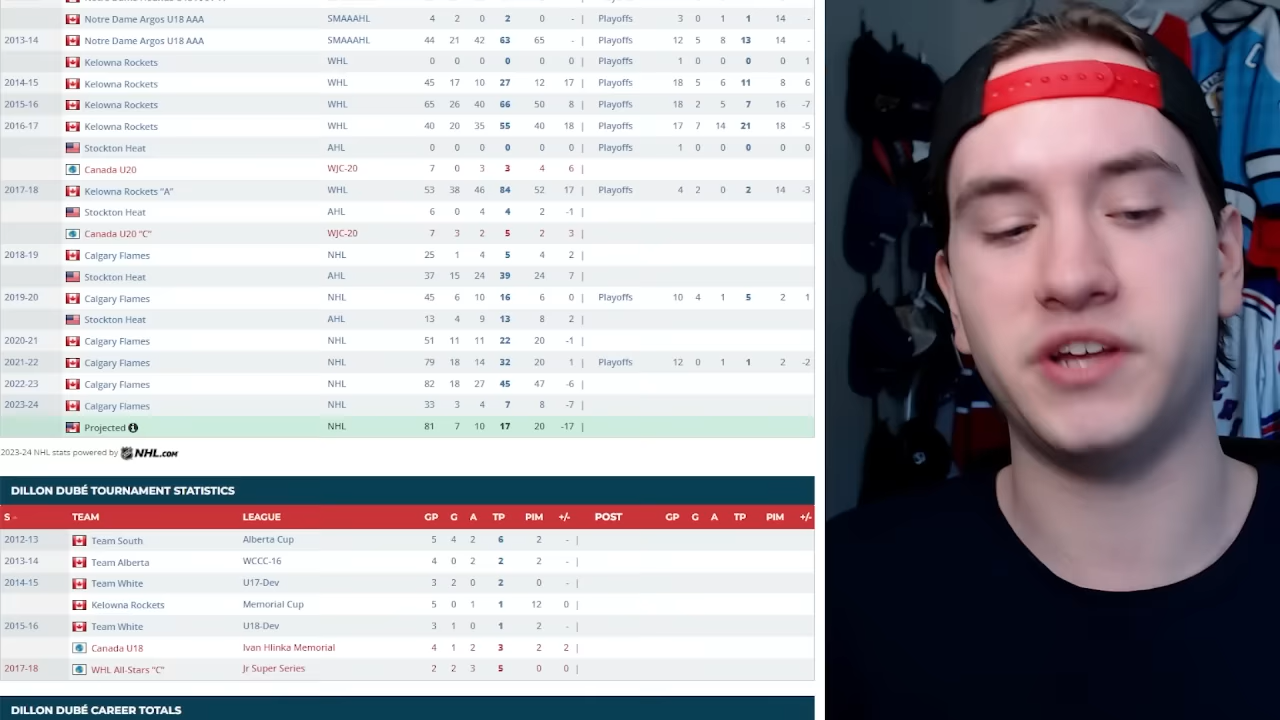 Notre Dame Argos U18 AAA SMAAAHL 4 2 0 2 0 - | Playoffs 3 0 1 1 14 -
2013-14 Notre Dame Argos U18 AAA SMAAAHL 44 21 42 63 65 - | Playoffs 12 5 8 13 14 -
Kelowna Rockets WHL 0 0 0 0 0 0 | Playoffs 1 0 0 0 0 1
2014-15 Kelowna Rockets WHL 45 17 10 27 12 17 | Playoffs 18 5 6 11 8 6
2015-16 Kelowna Rockets WHL 65 26 40 66 50 8 | Playoffs 18 2 5 7 16 -7
2016-17 Kelowna Rockets WHL 40 20 35 55 40 18 | Playoffs 17 7 14 21 18 -5
Stockton Heat AHL 0 0 0 0 0 0 | Playoffs 1 0 0 0 0 0
Canada U20 WJC-20 7 0 3 3 4 6 |
2017-18 Kelowna Rockets "A" WHL 53 38 46 84 52 17 | Playoffs 4 2 0 2 14 -3
Stockton Heat AHL 6 0 4 4 2 -1 |
Canada U20 "C" WJC-20 7 3 2 5 2 3 |
2018-19 Calgary Flames NHL 25 1 4 5 4 2 |
Stockton Heat AHL 37 15 24 39 24 7 |
2019-20 Calgary Flames NHL 45 6 10 16 6 0 | Playoffs 10 4 1 5 2 1
Stockton Heat AHL 13 4 9 13 8 2 |
2020-21 Calgary Flames NHL 51 11 11 22 20 -1 |
2021-22 Calgary Flames NHL 79 18 14 32 20 1 | Playoffs 12 0 1 1 2 -2
2022-23 Calgary Flames NHL 82 18 27 45 47 -6 |
2023-24 Calgary Flames NHL 33 3 4 7 8 -7 |
Projected NHL 81 7 10 17 20 -17 |
2023-24 NHL stats powered by NHL.COM
DILLON DUBÉ TOURNAMENT STATISTICS
S TEAM LEAGUE GP G A TP PIM +/- POST GP G A TP PIM +/-
2012-13 Team South Alberta Cup 5 4 2 6 2 - |
2013-14 Team Alberta WCCC-16 4 0 2 2 2 - |
2014-15 Team White U17-Dev 3 2 0 2 0 - |
Kelowna Rockets Memorial Cup 5 0 1 1 12 0 |
2015-16 Team White U18-Dev 3 1 0 1 2 - |
Canada U18 Ivan Hlinka Memorial 4 1 2 3 2 2 |
2017-18 WHL All-Stars "C" Jr Super Series 2 2 3 5 0 0 |
DILLON DUBÉ CAREER TOTALS